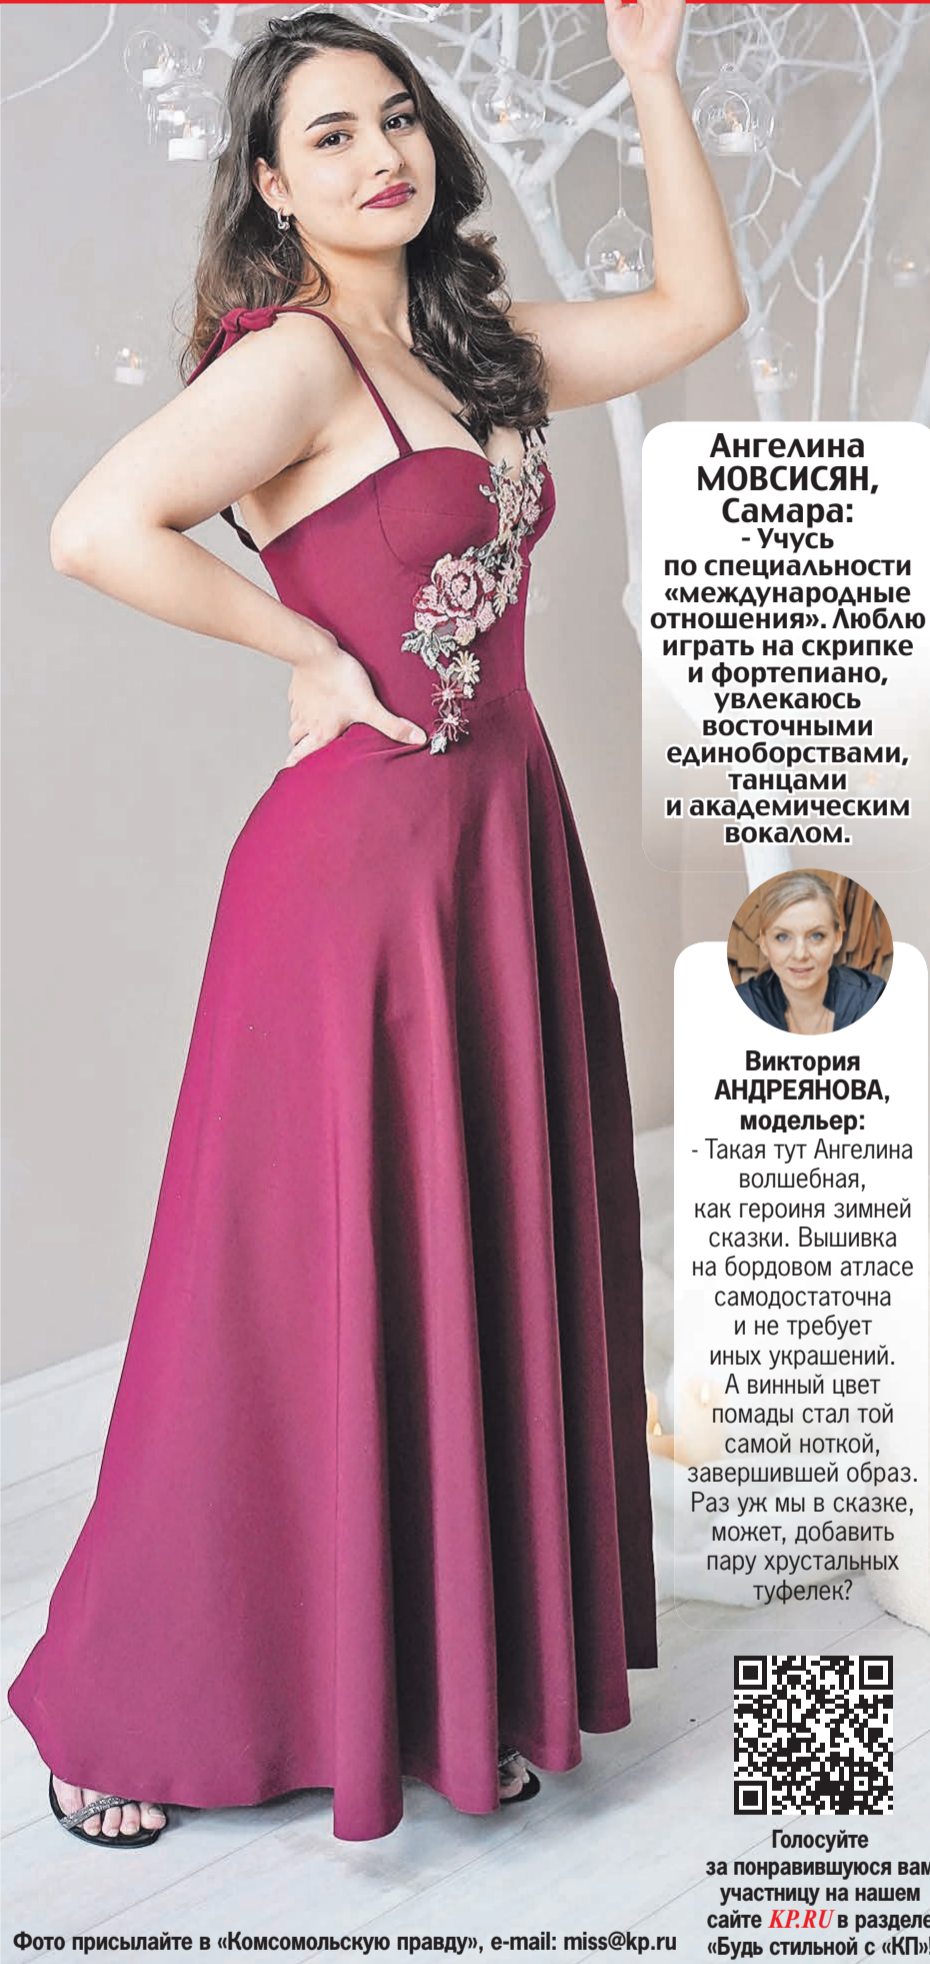 Ангелина
МОВСИСЯН,
Самара:
- Учусь
по специальности
«международные
отношения». Люблю
играть на скрипке
и фортепиано,
увлекаюсь
восточными
единоборствами,
танцами
и академическим
вокалом.
Виктория
АНДРЕЯНОВА,
модельер:
- Такая тут Ангелина
волшебная,
как героиня зимней
сказки. Вышивка
на бордовом атласе
самодостаточна
и не требует
иных украшений.
А винный цвет
помады стал той
самой ноткой,
завершившей образ.
Раз уж мы в сказке,
может, добавить
пару хрустальных
туфелек?
Голосуйте
за понравившуюся вам
участницу на нашем
сайте KP.RU в разделе
«Будь стильной с «КП»!
Фото присылайте в «Комсомольскую правду», e-mail: miss@kp.ru